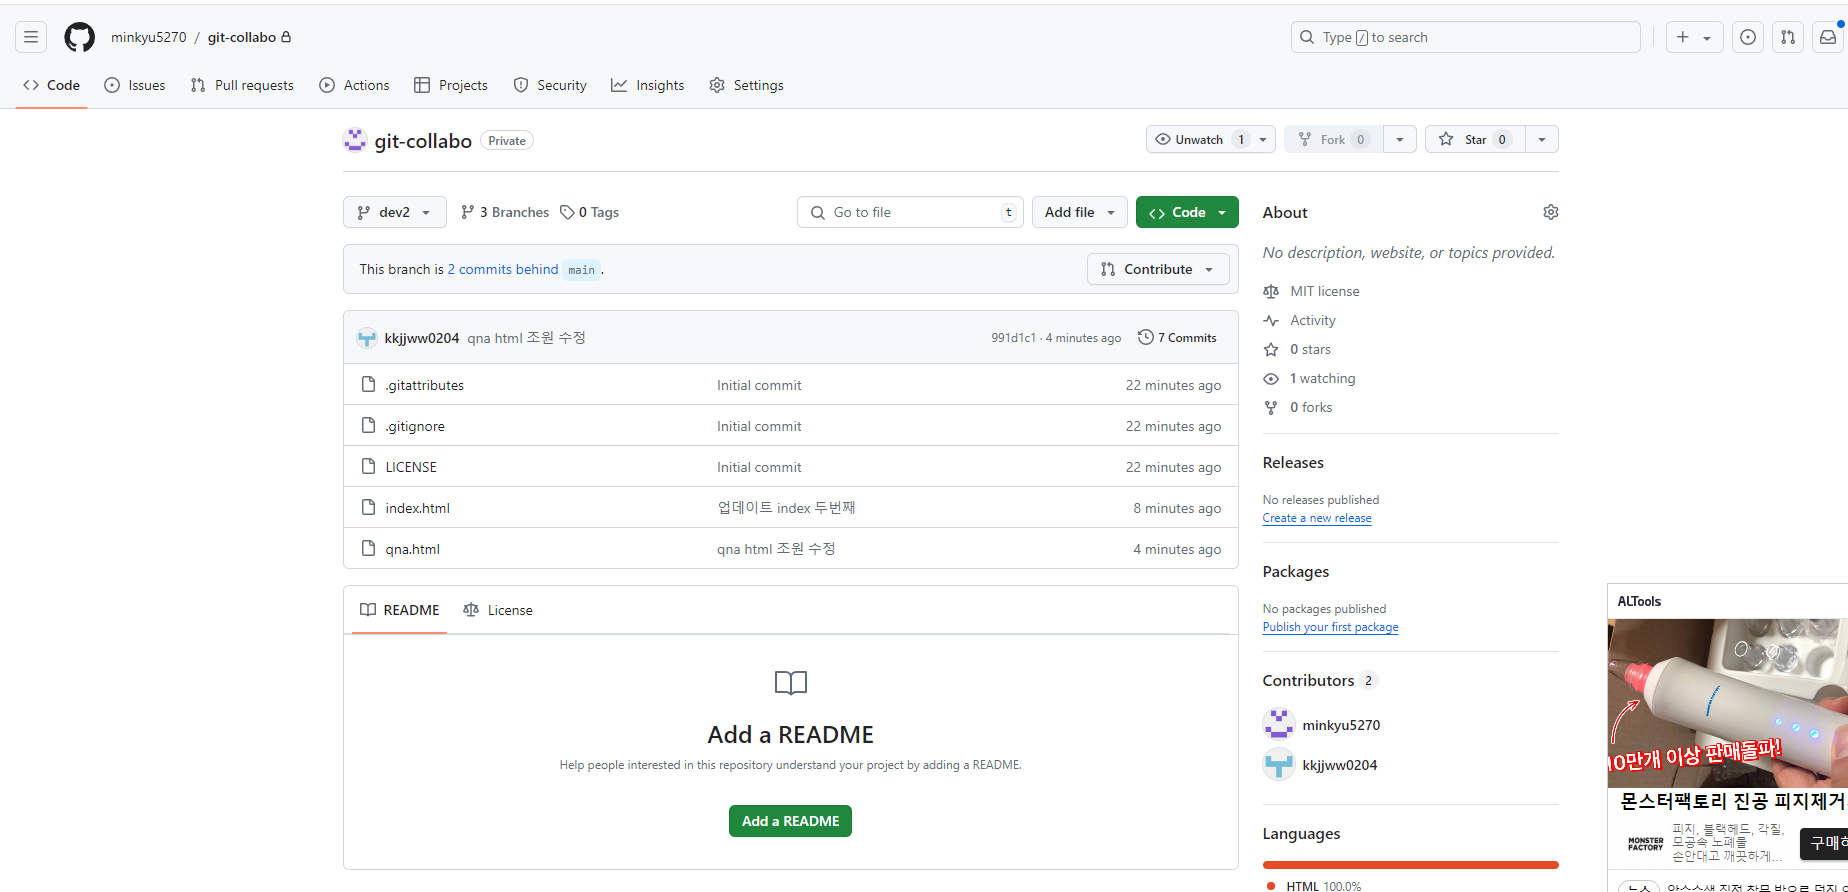 minkyu5270 / git-collabo
Type / to search
Code Issues Pull requests Actions Projects Security Insights Settings
git-collabo Private
Unwatch 1 Fork 0 Star 0
dev2 3 Branches 0 Tags
Go to file t Add file Code
This branch is 2 commits behind main .
Contribute
kkjjww0204 qna html 조원 수정 991d1c1 · 4 minutes ago 7 Commits
.gitattributes Initial commit 22 minutes ago
.gitignore Initial commit 22 minutes ago
LICENSE Initial commit 22 minutes ago
index.html 업데이트 index 두번째 8 minutes ago
qna.html qna html 조원 수정 4 minutes ago
README License
Add a README
Help people interested in this repository understand your project by adding a README.
Add a README
About
No description, website, or topics provided.
MIT license
Activity
0 stars
1 watching
0 forks
Releases
No releases published
Create a new release
Packages
No packages published
Publish your first package
Contributors 2
minkyu5270
kkjjww0204
Languages
HTML 100.0%
ALTools
10만개 이상 판매돌파!
몬스터팩토리 진공 피지제거
MONSTER
FACTORY
피지, 블랙헤드, 각질,
모공속 노폐물
손안대고 깨끗하게...
구매하
뉴스